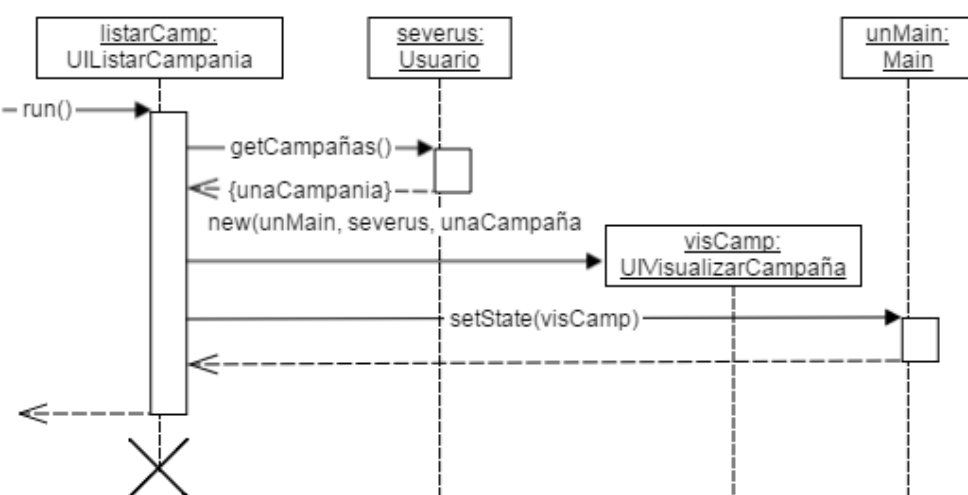 listarCamp:
UIListarCampania
severus:
Usuario
unMain:
Main
run()
getCampañas()
{unaCampania}
new(unMain, severus, unaCampaña
visCamp:
UIVisualizarCampaña
setState(visCamp)